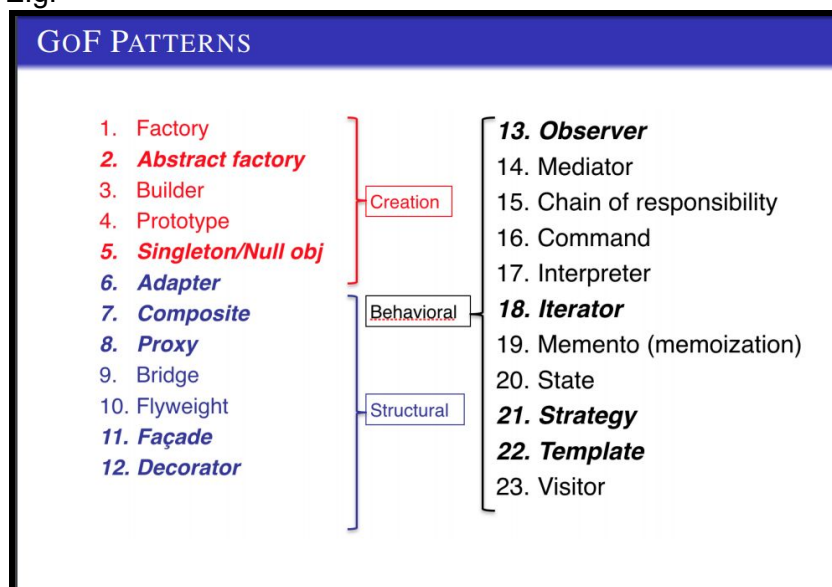 E.g.
GOF PATTERNS
1. Factory
2. Abstract factory
3. Builder
4. Prototype
5. Singleton/Null obj
6. Adapter
7. Composite
8. Proxy
9. Bridge
10. Flyweight
11. Façade
12. Decorator
Creation
Behavioral
Structural
13. Observer
14. Mediator
15. Chain of responsibility
16. Command
17. Interpreter
18. Iterator
19. Memento (memoization)
20. State
21. Strategy
22. Template
23. Visitor